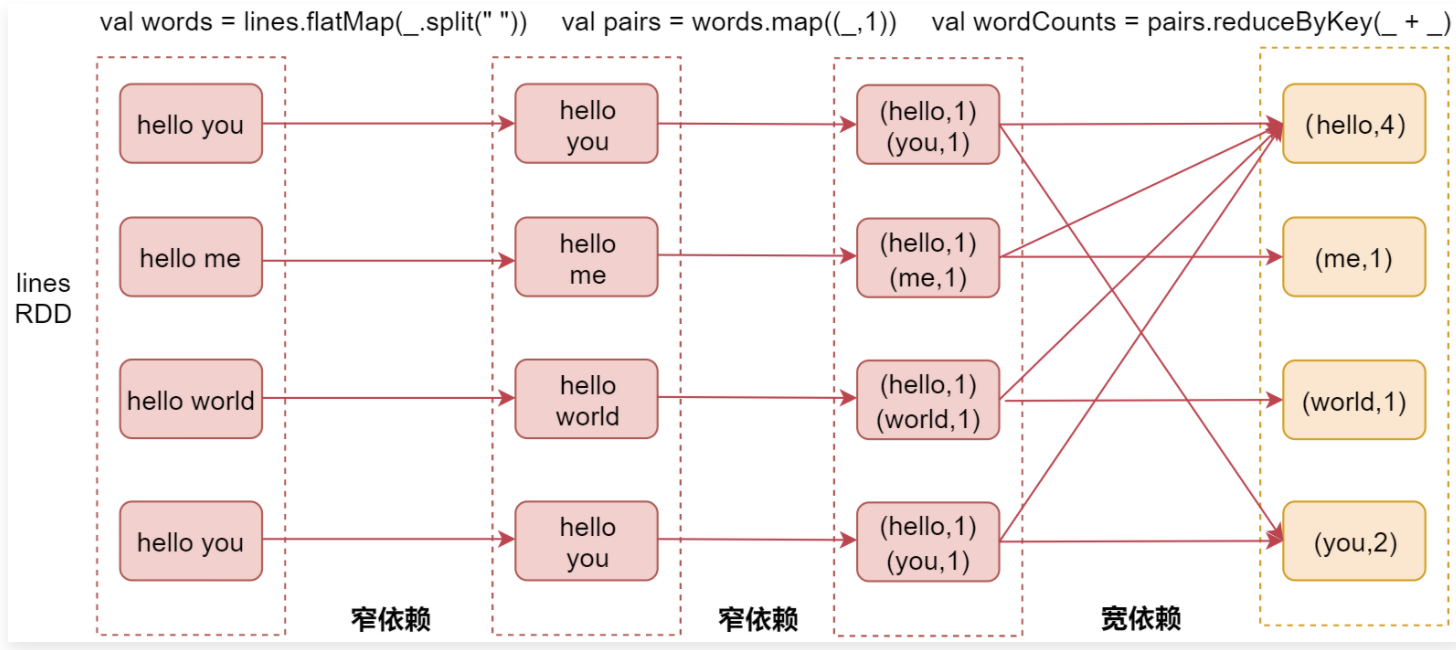 val words = lines.flatMap(_.split(" "))
val pairs = words.map((_,1))
val wordCounts = pairs.reduceByKey(_ + _)
lines
RDD
hello you
hello me
hello world
hello you
hello
you
hello
me
hello
world
hello
you
(hello,1)
(you,1)
(hello,1)
(me,1)
(hello,1)
(world,1)
(hello,1)
(you,1)
(hello,4)
(me,1)
(world,1)
(you,2)
窄依赖
窄依赖
宽依赖